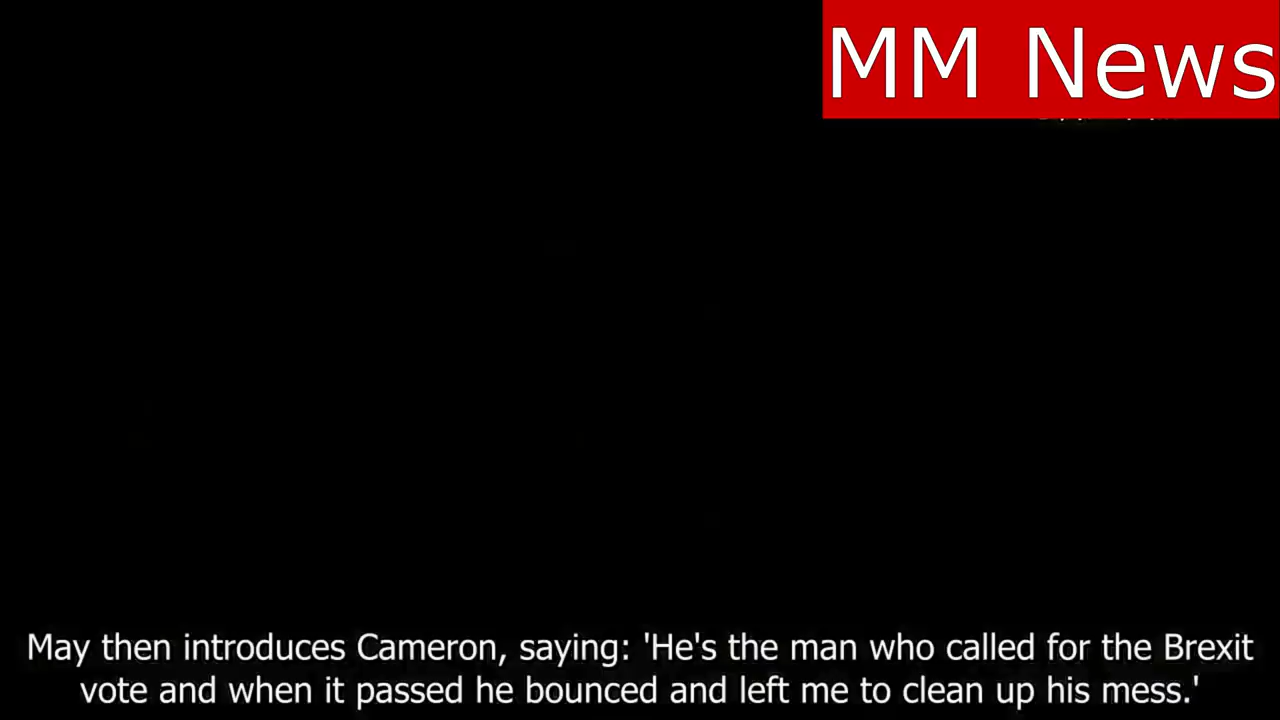 MM News
May then introduces Cameron, saying: 'He's the man who called for the Brexit
vote and when it passed he bounced and left me to clean up his mess.'